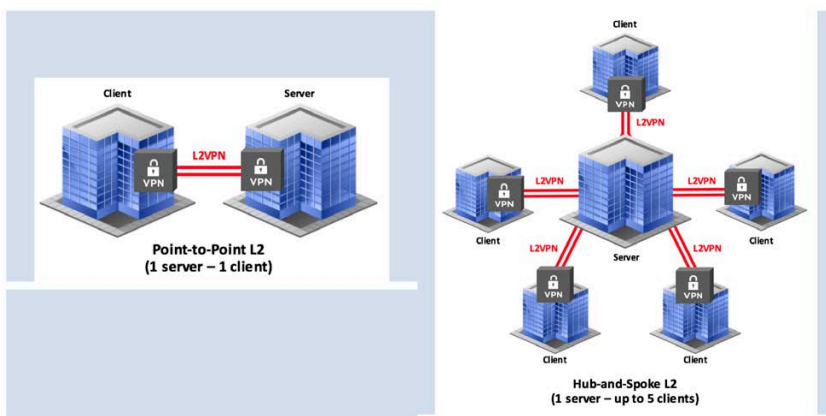 Client
Server
L2VPN
VPN
VPN
Point-to-Point L2
(1 server – 1 client)
Client
VPN
L2VPN
Client
VPN
L2VPN
L2VPN
VPN
Client
Server
L2VPN
L2VPN
VPN
VPN
Client
Client
Hub-and-Spoke L2
(1 server – up to 5 clients)